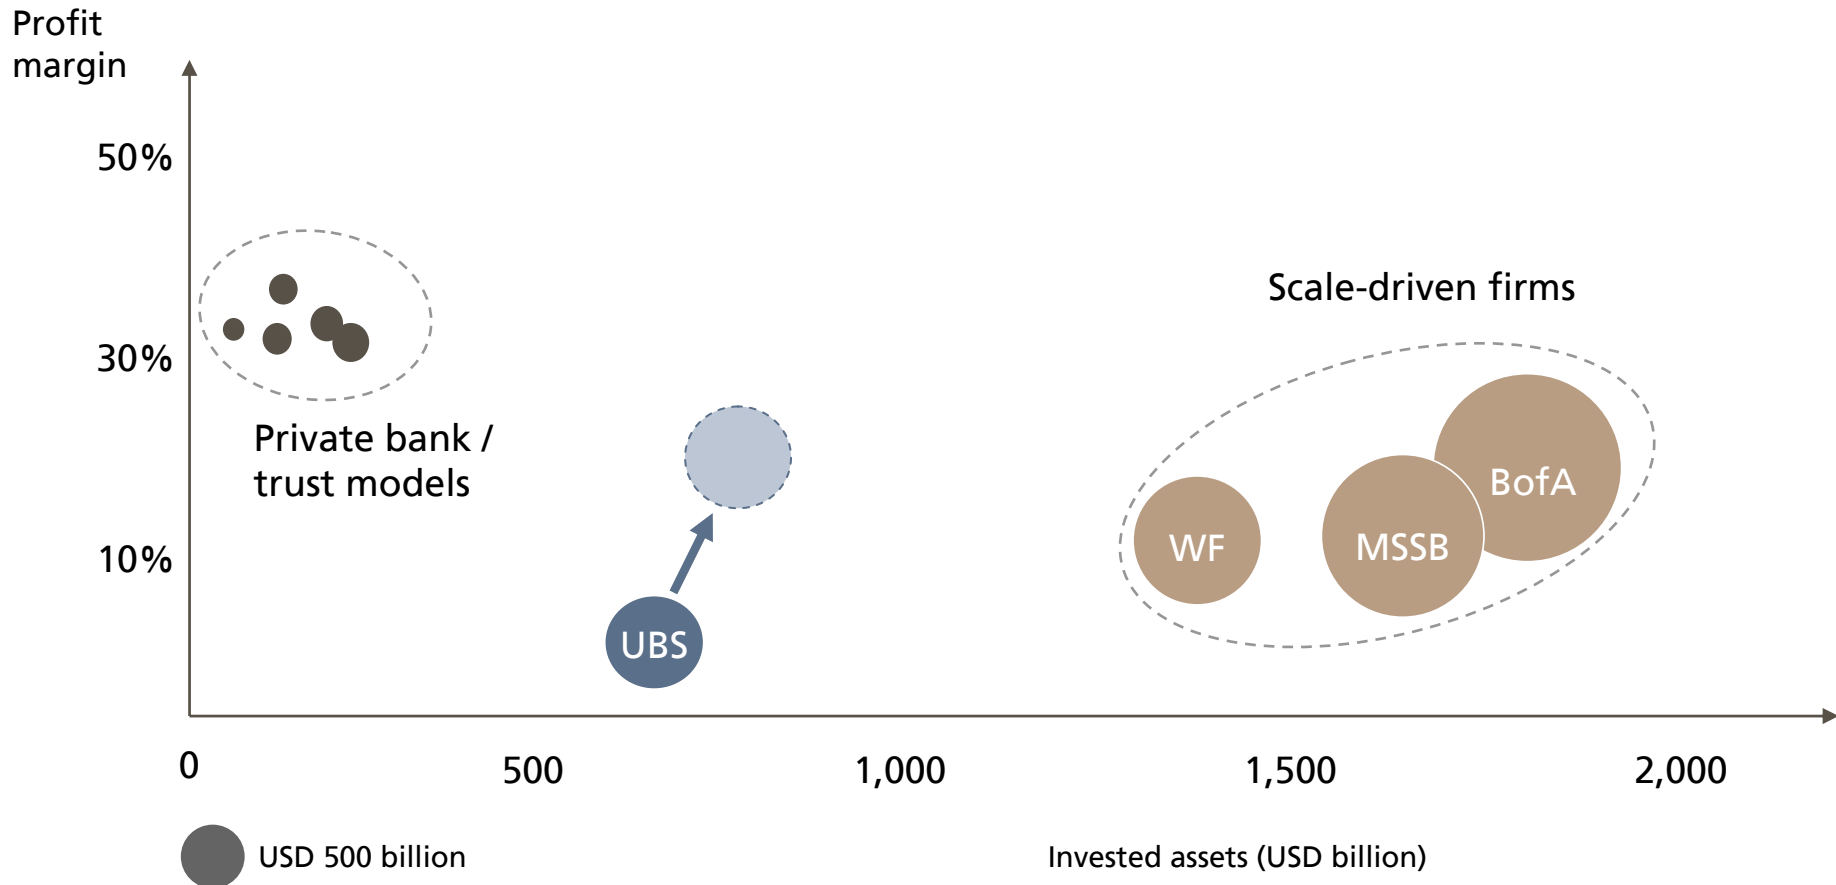 Profit
margin
50%
Scale-driven firms
30%
Private bank /
trust models
BofA
WF
MSSB
10%
UBS
0
500
1,000
1,500
2,000
USD 500 billion
Invested assets (USD billion)